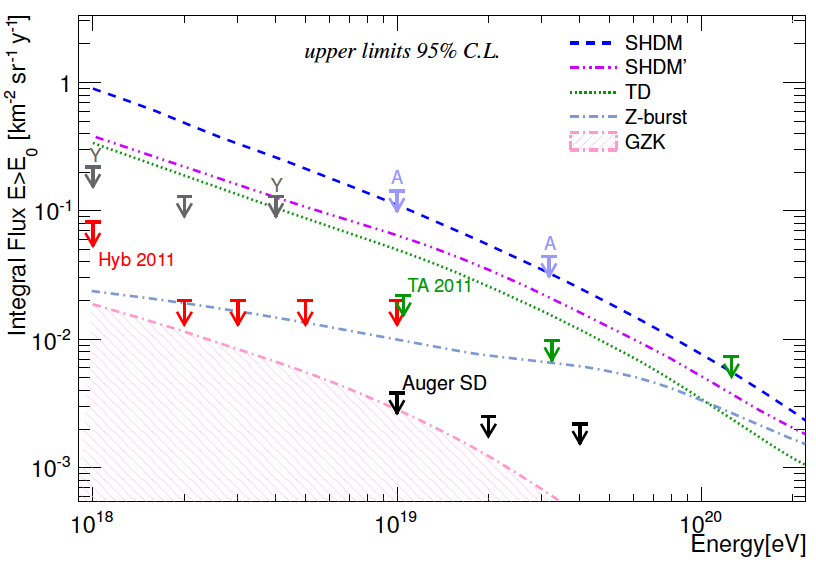 upper limits 95% C.L.
SHDM
SHDM'
TD
Z-burst
GZK
Integral Flux E>E₀ [km⁻² sr⁻¹ y⁻¹]
1
10⁻¹
10⁻²
10⁻³
Y
Y
A
A
Hyb 2011
TA 2011
Auger SD
10¹⁸
10¹⁹
10²⁰
Energy[eV]